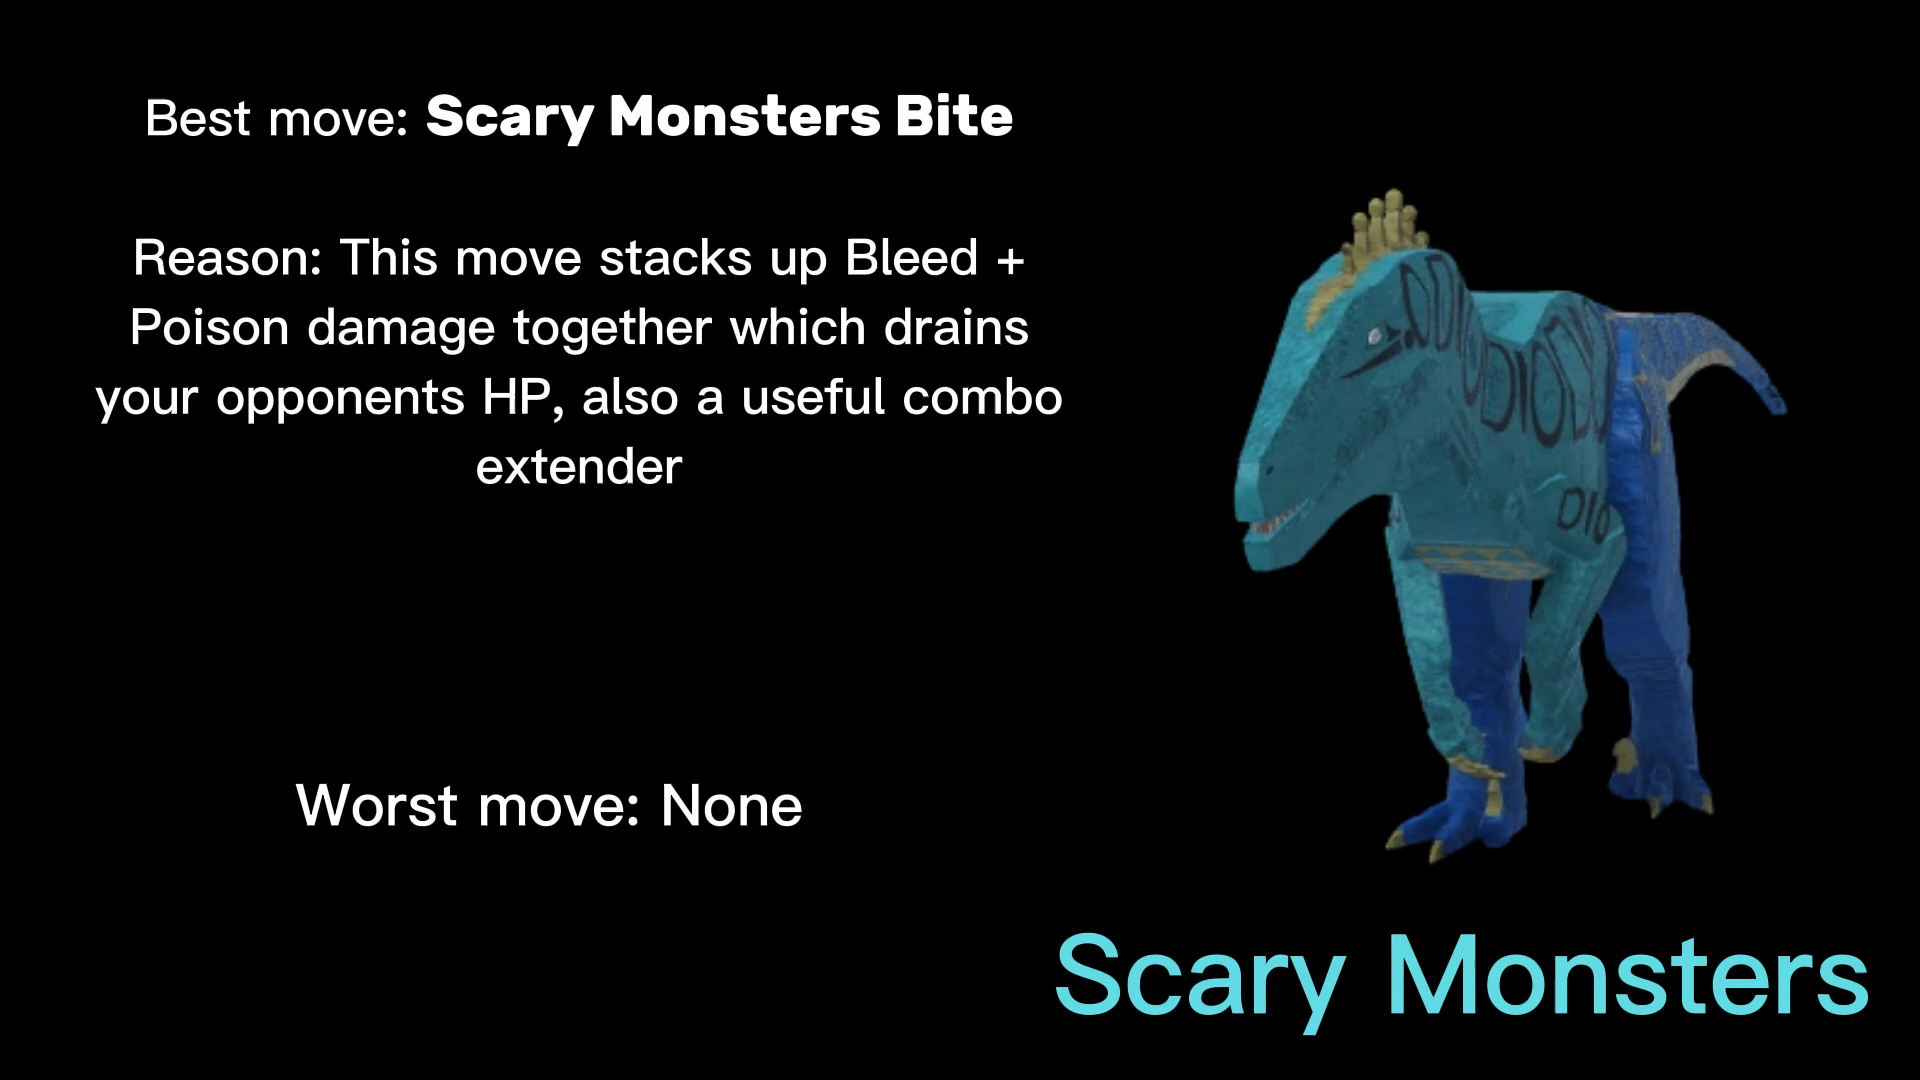 Best move: Scary Monsters Bite
Reason: This move stacks up Bleed +
Poison damage together which drains
your opponents HP, also a useful combo
extender
DIO
DIO
Worst move: None
Scary Monsters